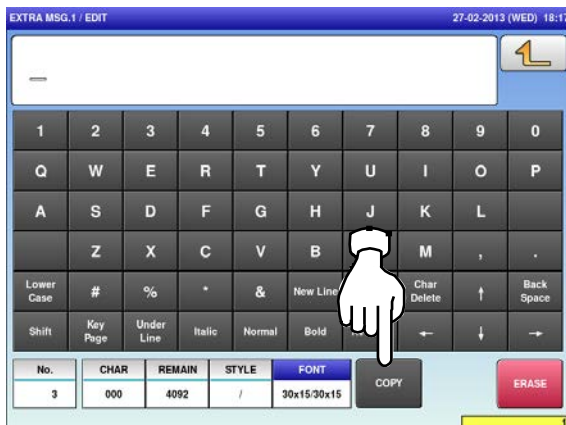 EXTRA MSG.1 / EDIT 27-02-2013 (WED) 18:17
1 2 3 4 5 6 7 8 9 0
Q W E R T Y U I O P
A S D F G H J K L
Z X C V B M , .
Lower Case # % * & New Line Char Delete ↑ Back Space
Shift Key Page Under Line Italic Normal Bold ← ↓ →
No. CHAR REMAIN STYLE FONT COPY ERASE
3 000 4092 / 30x15/30x15